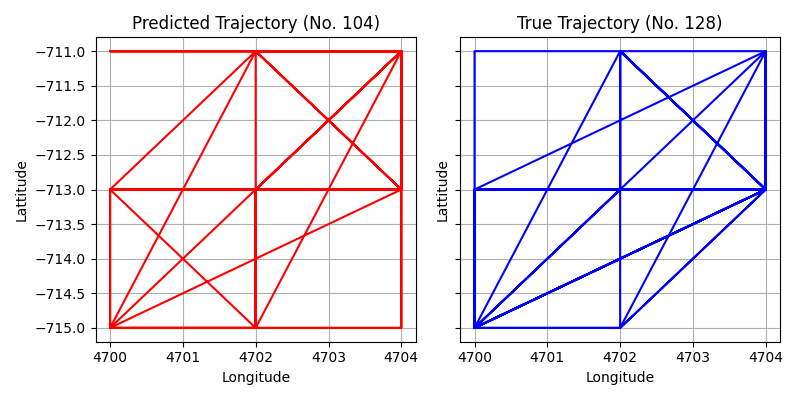 Predicted Trajectory (No. 104)
True Trajectory (No. 128)
−711.0
−711.5
−712.0
−712.5
−713.0
−713.5
−714.0
−714.5
−715.0
Lattitude
Lattitude
4700 4701 4702 4703 4704
4700 4701 4702 4703 4704
Longitude
Longitude